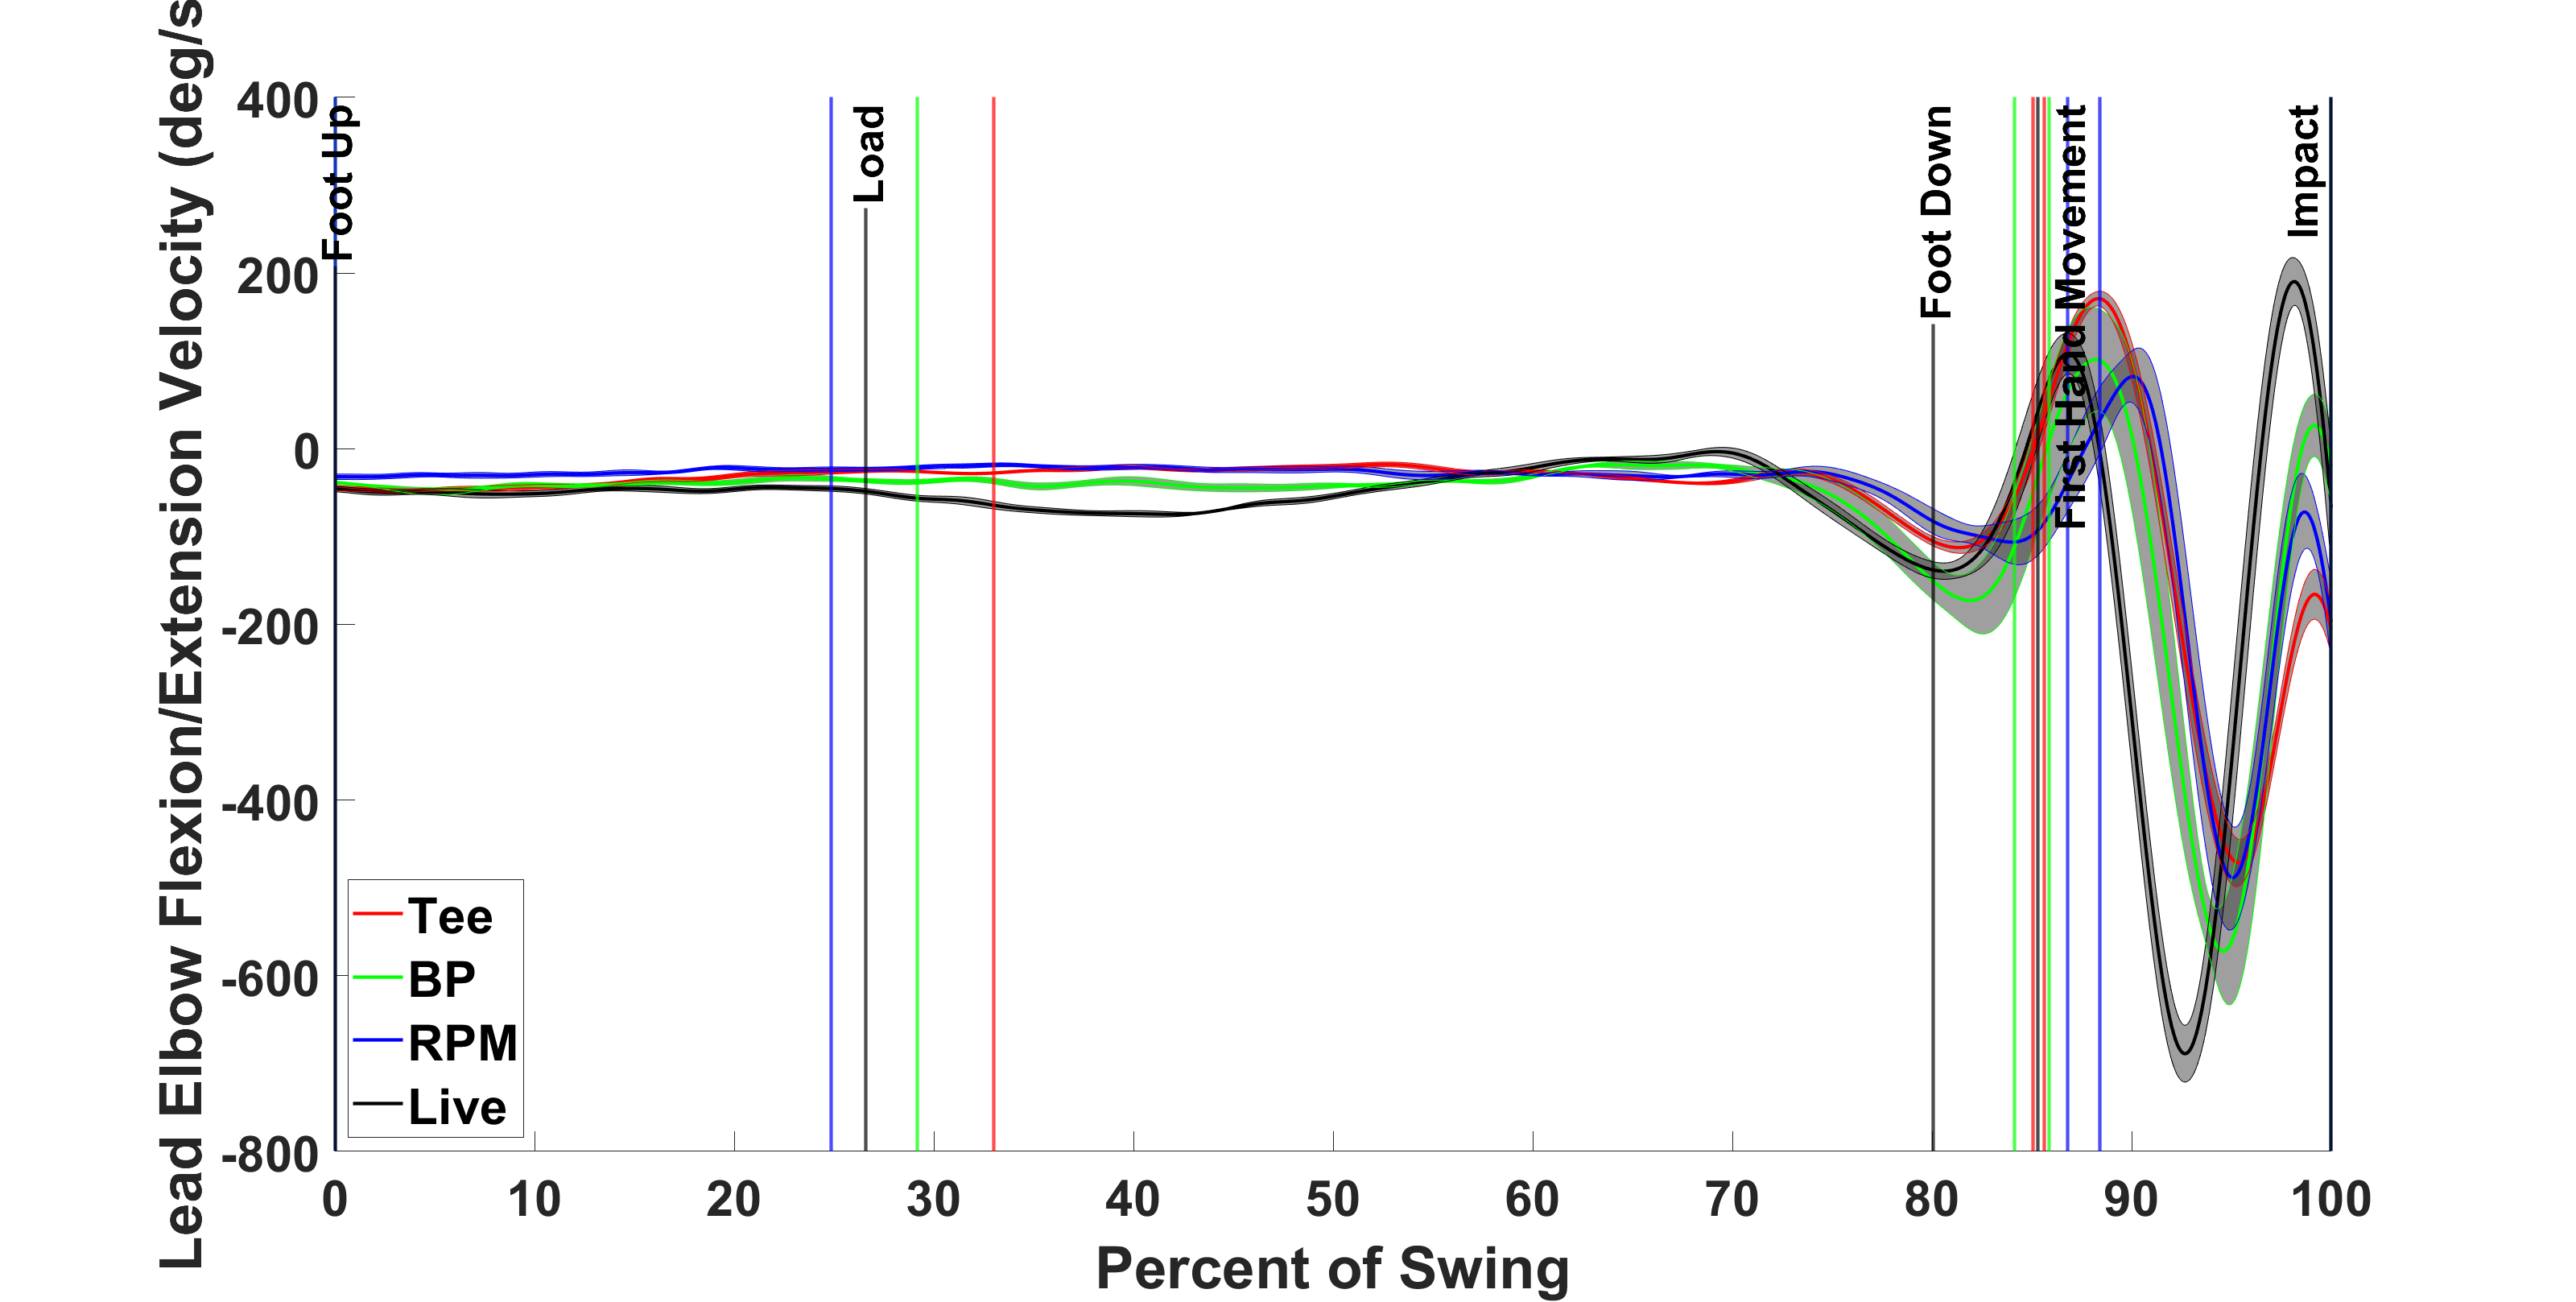 Lead Elbow Flexion/Extension Velocity (deg/s
400
200
0
-200
-400
-600
-800
Foot Up
Load
Foot Down
First Hand Movement
Impact
Tee
BP
RPM
Live
0 10 20 30 40 50 60 70 80 90 100
Percent of Swing